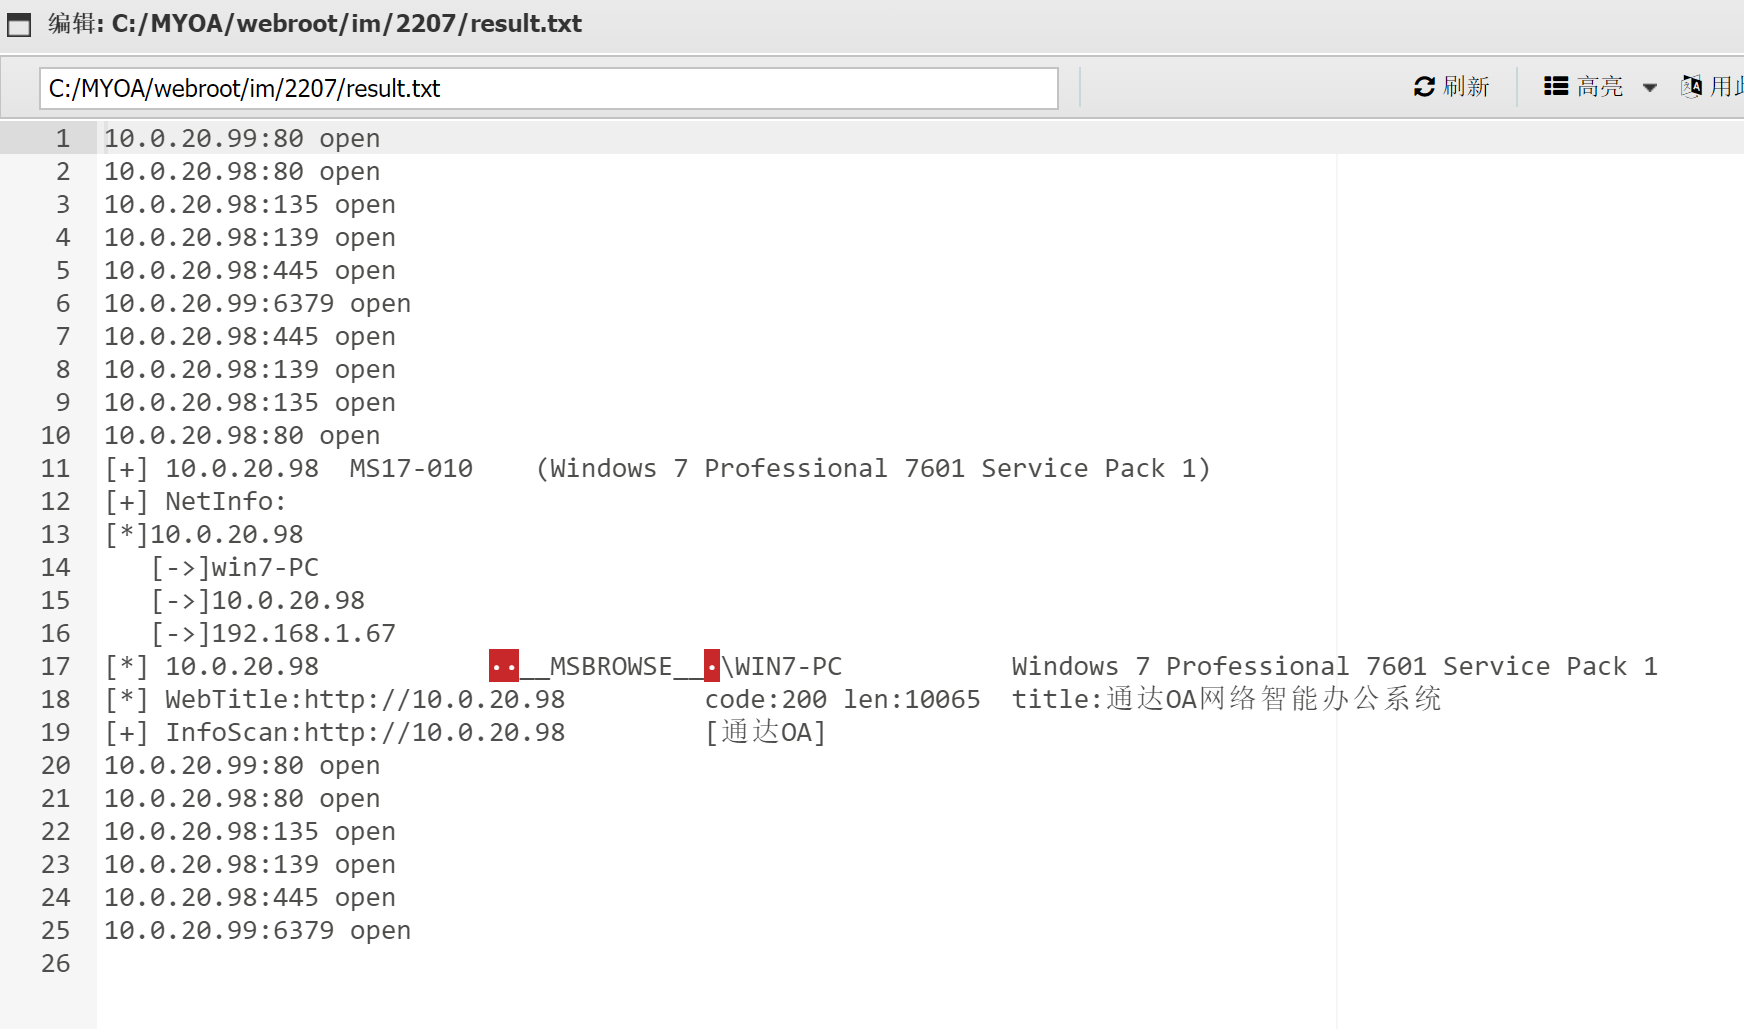 编辑: C:/MYOA/webroot/im/2207/result.txt
C:/MYOA/webroot/im/2207/result.txt 刷新 高亮 用
1 10.0.20.99:80 open
2 10.0.20.98:80 open
3 10.0.20.98:135 open
4 10.0.20.98:139 open
5 10.0.20.98:445 open
6 10.0.20.99:6379 open
7 10.0.20.98:445 open
8 10.0.20.98:139 open
9 10.0.20.98:135 open
10 10.0.20.98:80 open
11 [+] 10.0.20.98 MS17-010 (Windows 7 Professional 7601 Service Pack 1)
12 [+] NetInfo:
13 [*]10.0.20.98
14 [->]win7-PC
15 [->]10.0.20.98
16 [->]192.168.1.67
17 [*] 10.0.20.98 ··__MSBROWSE__·\WIN7-PC Windows 7 Professional 7601 Service Pack 1
18 [*] WebTitle:http://10.0.20.98 code:200 len:10065 title:通达OA网络智能办公系统
19 [+] InfoScan:http://10.0.20.98 [通达OA]
20 10.0.20.99:80 open
21 10.0.20.98:80 open
22 10.0.20.98:135 open
23 10.0.20.98:139 open
24 10.0.20.98:445 open
25 10.0.20.99:6379 open
26